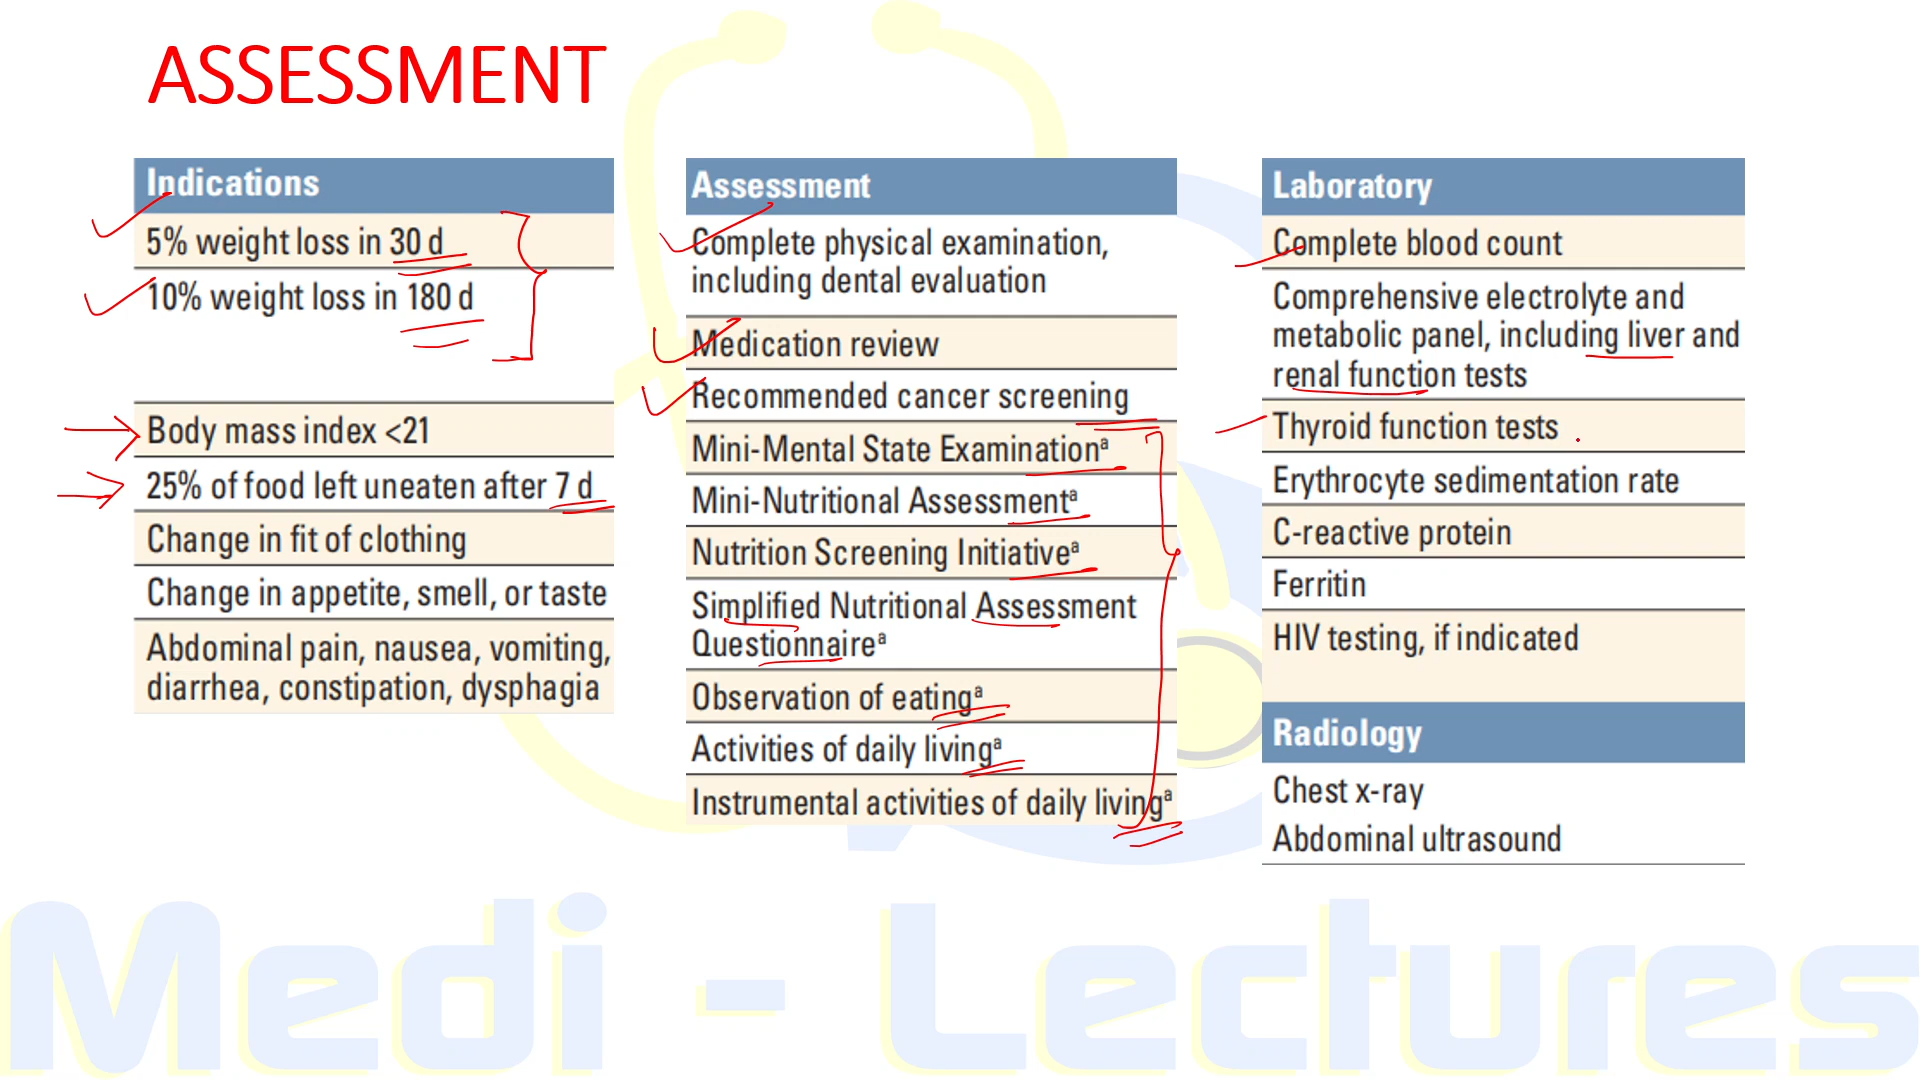 ASSESSMENT
Indications
5% weight loss in 30 d
10% weight loss in 180 d
Body mass index <21
25% of food left uneaten after 7 d
Change in fit of clothing
Change in appetite, smell, or taste
Abdominal pain, nausea, vomiting,
diarrhea, constipation, dysphagia
Assessment
Complete physical examination,
including dental evaluation
Medication review
Recommended cancer screening
Mini-Mental State Examinationª
Mini-Nutritional Assessmentª
Nutrition Screening Initiativeª
Simplified Nutritional Assessment
Questionnaireª
Observation of eatingª
Activities of daily livingª
Instrumental activities of daily livingª
Laboratory
Complete blood count
Comprehensive electrolyte and
metabolic panel, including liver and
renal function tests
Thyroid function tests
Erythrocyte sedimentation rate
C-reactive protein
Ferritin
HIV testing, if indicated
Radiology
Chest x-ray
Abdominal ultrasound
Medi - Lectures